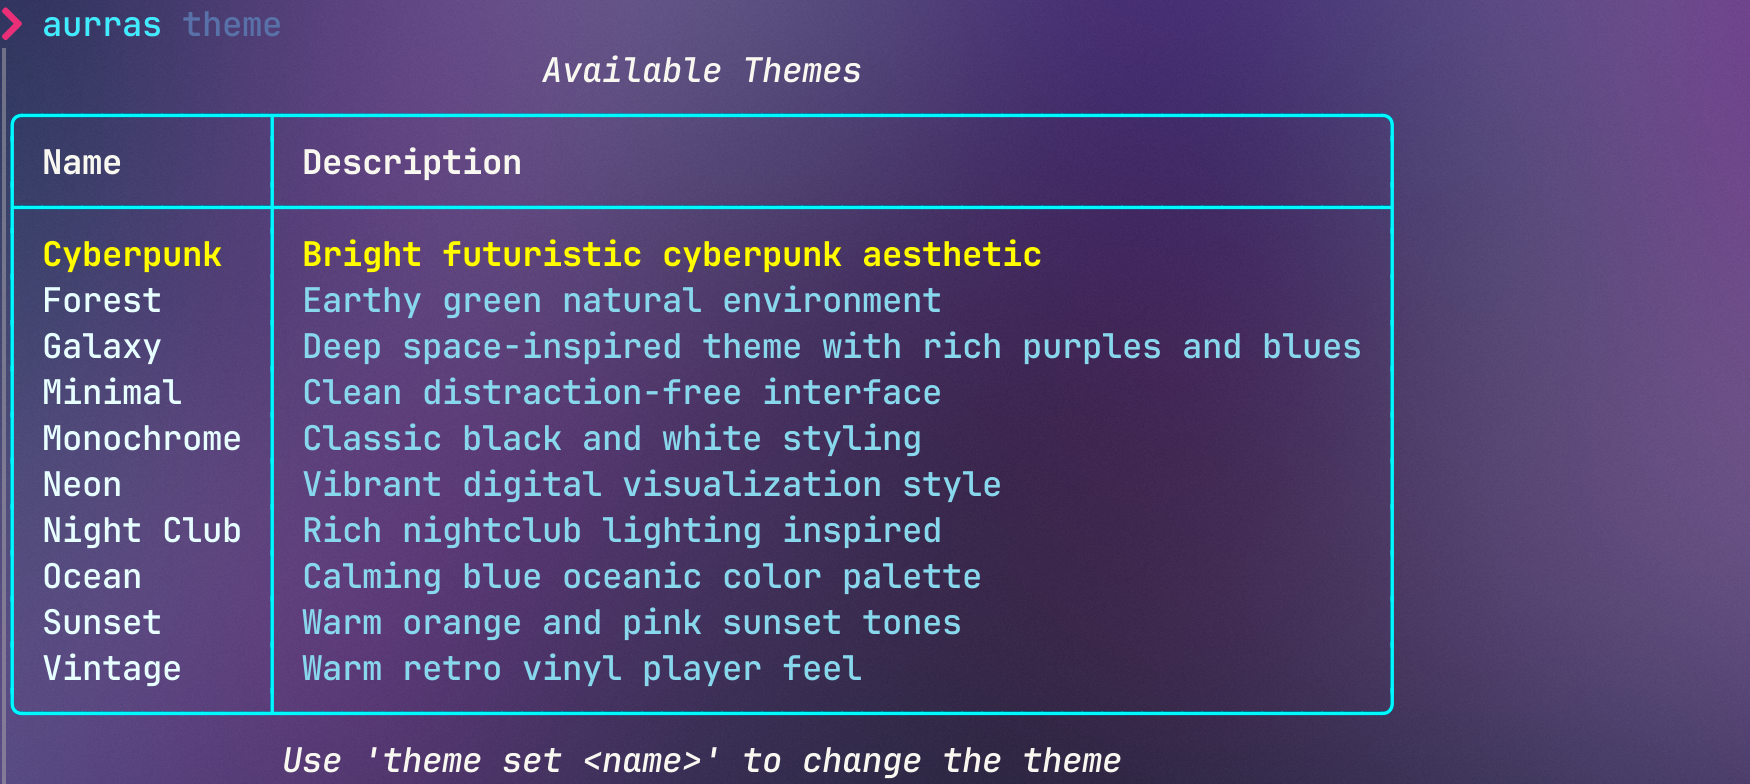 ❯ aurras theme
Available Themes
Name Description
Cyberpunk Bright futuristic cyberpunk aesthetic
Forest Earthy green natural environment
Galaxy Deep space-inspired theme with rich purples and blues
Minimal Clean distraction-free interface
Monochrome Classic black and white styling
Neon Vibrant digital visualization style
Night Club Rich nightclub lighting inspired
Ocean Calming blue oceanic color palette
Sunset Warm orange and pink sunset tones
Vintage Warm retro vinyl player feel
Use 'theme set <name>' to change the theme